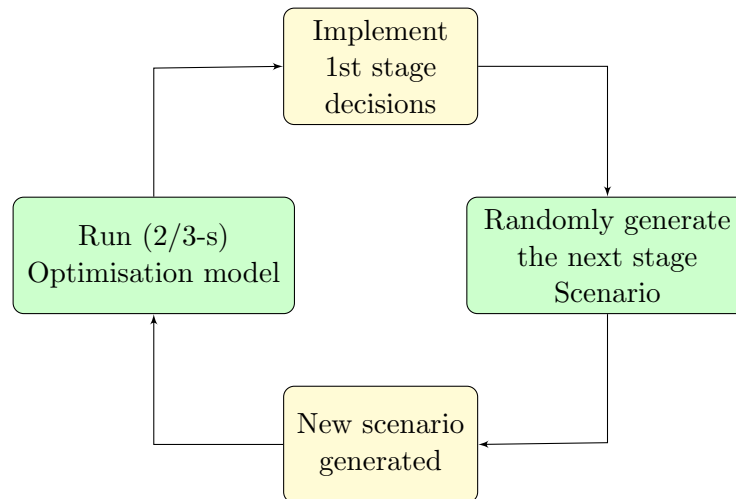 Implement
1st stage
decisions
Run (2/3-s)
Optimisation model
Randomly generate
the next stage
Scenario
New scenario
generated